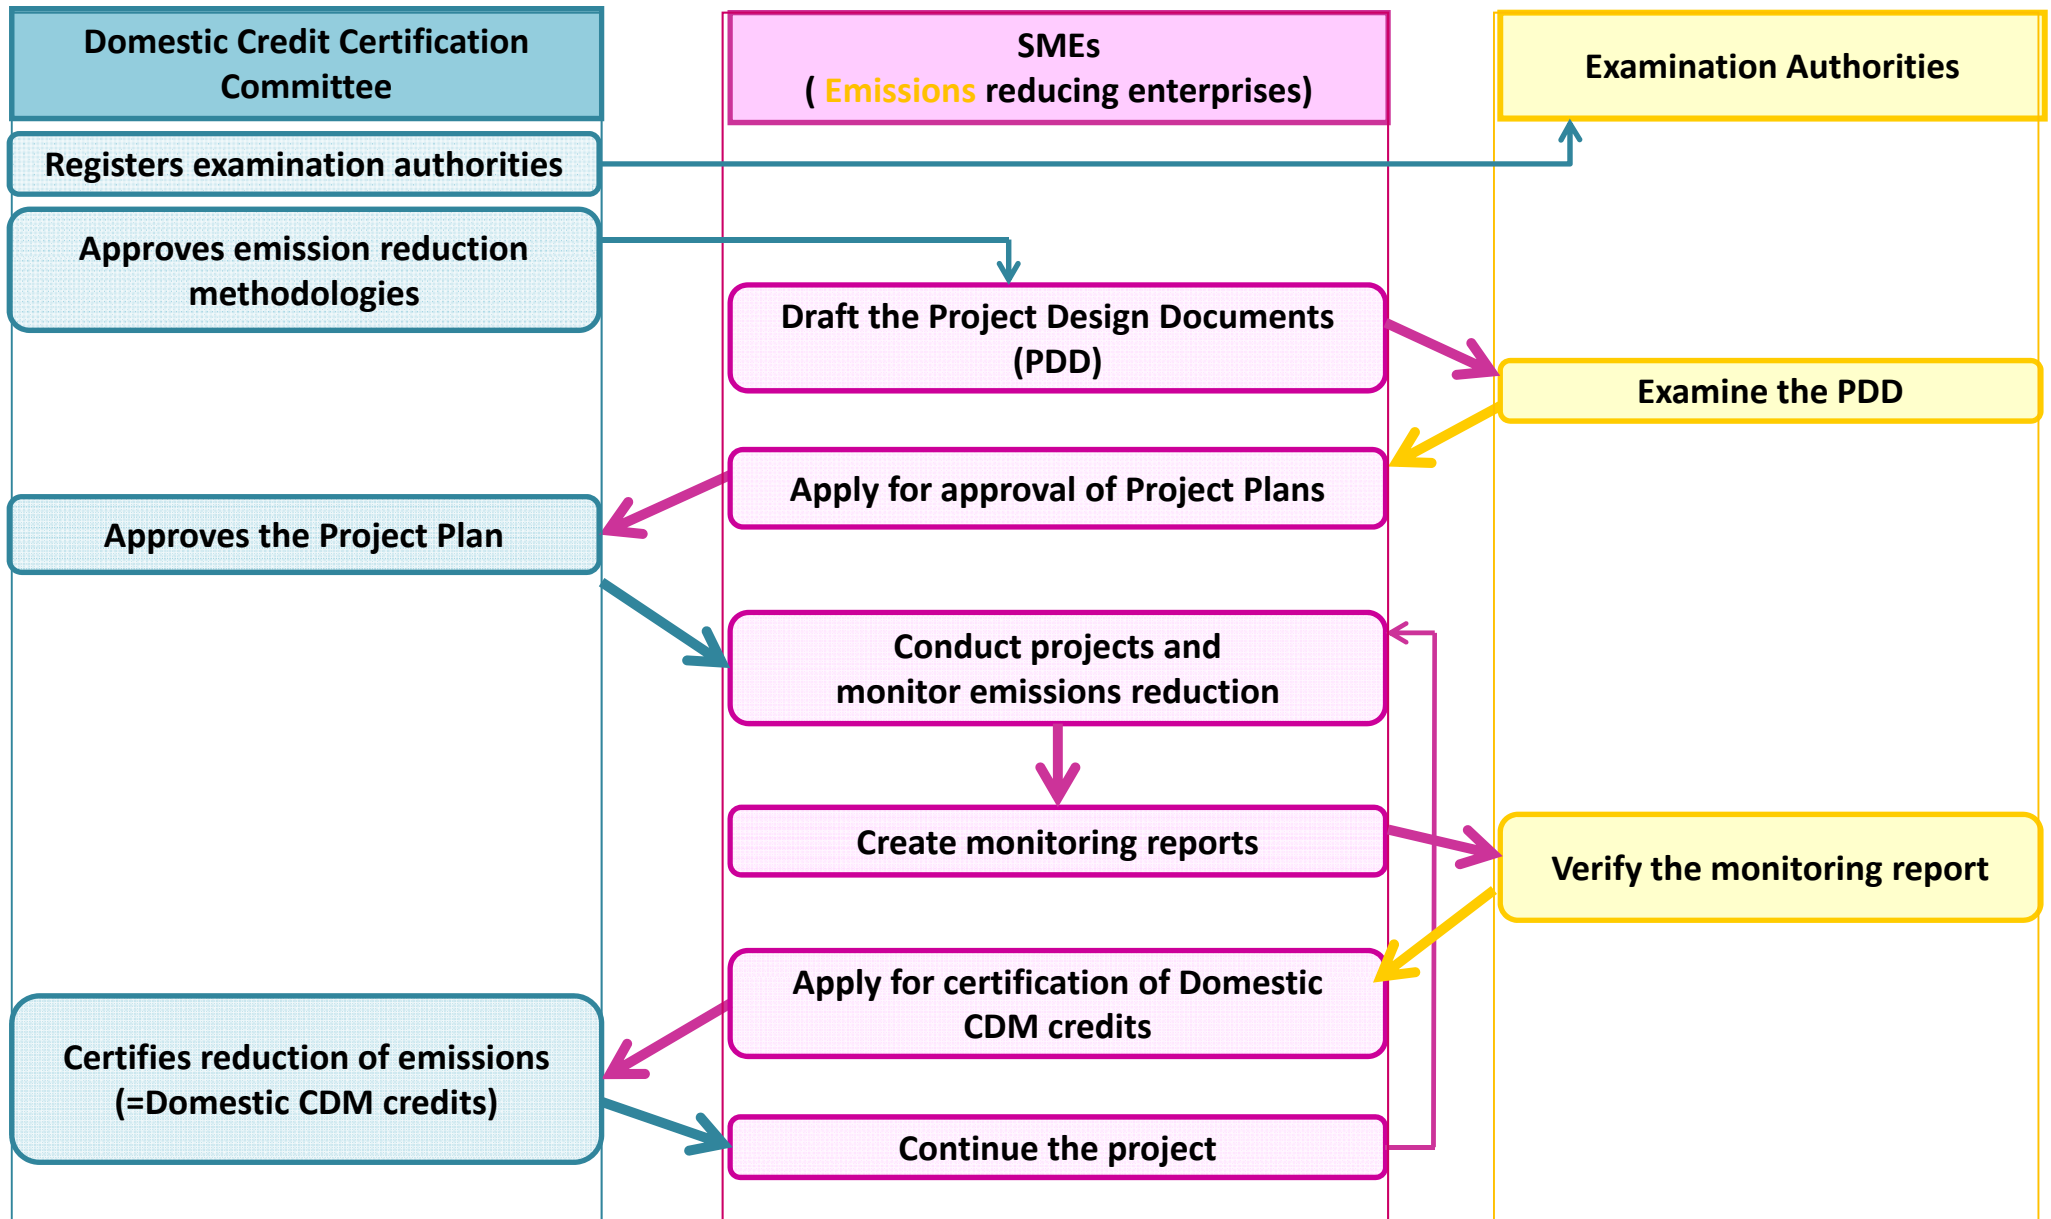 Domestic Credit Certification
Committee
SMEs
( Emissions reducing enterprises)
Examination Authorities
Registers examination authorities
Approves emission reduction
methodologies
Draft the Project Design Documents
(PDD)
Examine the PDD
Apply for approval of Project Plans
Approves the Project Plan
Conduct projects and
monitor emissions reduction
Create monitoring reports
Verify the monitoring report
Apply for certification of Domestic
CDM credits
Certifies reduction of emissions
(=Domestic CDM credits)
Continue the project